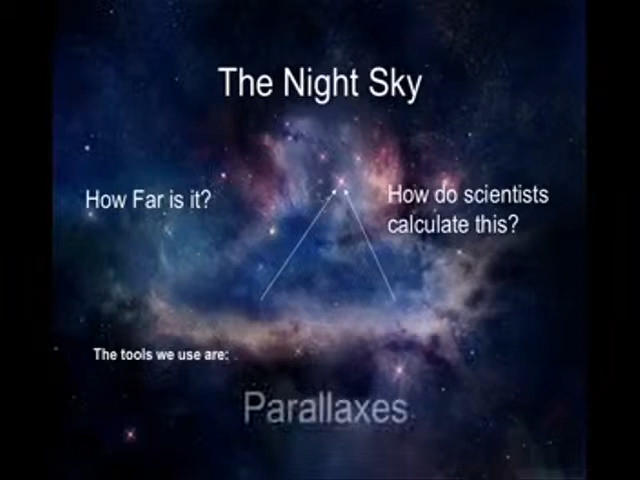 The Night Sky
How Far is it?
How do scientists
calculate this?
The tools we use are:
Parallaxes